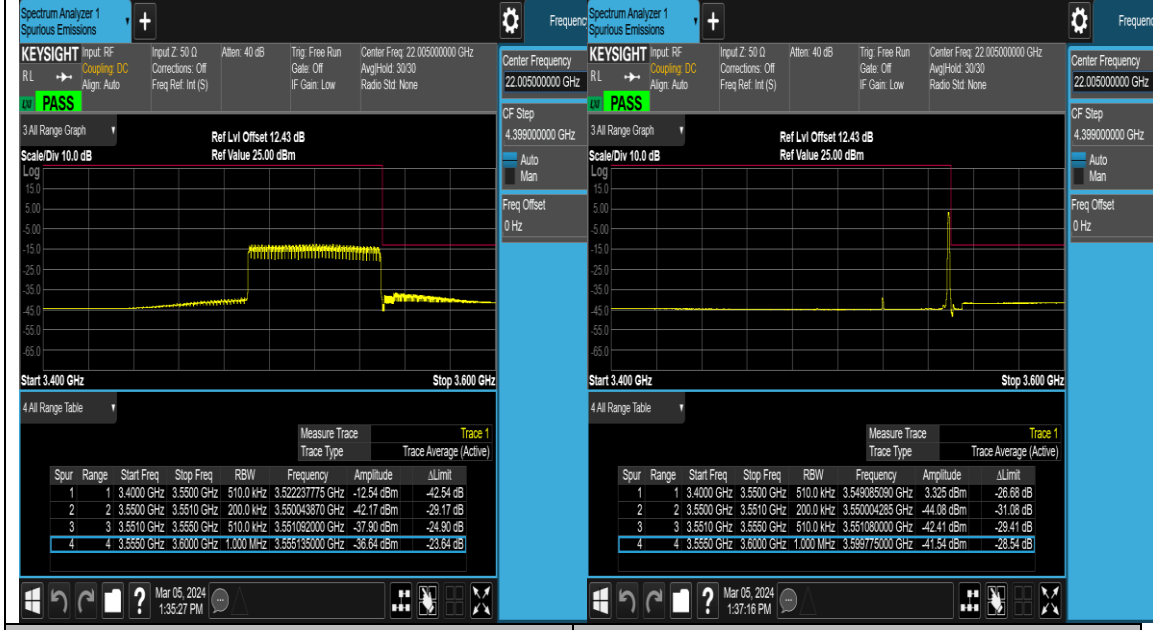 Spectrum Analyzer 1
Spurious Emissions
+
Frequenc
KEYSIGHT Input: RF Input Z: 50 Ω Atten: 40 dB Trig: Free Run Center Freq: 22.005000000 GHz
RL Coupling: DC Corrections: Off Gate: Off Avg|Hold: 30/30
Align: Auto Freq Ref: Int (S) IF Gain: Low Radio Std: None
PASS
Center Frequency
22.005000000 GHz
CF Step
4.399000000 GHz
Auto
Man
Freq Offset
0 Hz
3 All Range Graph
Ref Lvl Offset 12.43 dB
Scale/Div 10.0 dB Ref Value 25.00 dBm
Log
15.0
5.00
-5.00
-15.0
-25.0
-35.0
-45.0
-55.0
-65.0
Start 3.400 GHz Stop 3.600 GHz
4 All Range Table
Measure Trace Trace 1
Trace Type Trace Average (Active)
Spur Range Start Freq Stop Freq RBW Frequency Amplitude ΔLimit
1 1 3.4000 GHz 3.5500 GHz 510.0 kHz 3.522237775 GHz -12.54 dBm -42.54 dB
2 2 3.5500 GHz 3.5510 GHz 200.0 kHz 3.550043870 GHz -42.17 dBm -29.17 dB
3 3 3.5510 GHz 3.5550 GHz 510.0 kHz 3.551092000 GHz -37.90 dBm -24.90 dB
4 4 3.5550 GHz 3.6000 GHz 1.000 MHz 3.555135000 GHz -36.64 dBm -23.64 dB
?
Mar 05, 2024
1:35:27 PM
Spectrum Analyzer 1
Spurious Emissions
+
Frequenc
KEYSIGHT Input: RF Input Z: 50 Ω Atten: 40 dB Trig: Free Run Center Freq: 22.005000000 GHz
RL Coupling: DC Corrections: Off Gate: Off Avg|Hold: 30/30
Align: Auto Freq Ref: Int (S) IF Gain: Low Radio Std: None
PASS
Center Frequency
22.005000000 GHz
CF Step
4.399000000 GHz
Auto
Man
Freq Offset
0 Hz
3 All Range Graph
Ref Lvl Offset 12.43 dB
Scale/Div 10.0 dB Ref Value 25.00 dBm
Log
15.0
5.00
-5.00
-15.0
-25.0
-35.0
-45.0
-55.0
-65.0
Start 3.400 GHz Stop 3.600 GHz
4 All Range Table
Measure Trace Trace 1
Trace Type Trace Average (Active)
Spur Range Start Freq Stop Freq RBW Frequency Amplitude ΔLimit
1 1 3.4000 GHz 3.5500 GHz 510.0 kHz 3.549085090 GHz 3.325 dBm -26.68 dB
2 2 3.5500 GHz 3.5510 GHz 200.0 kHz 3.550004285 GHz -44.08 dBm -31.08 dB
3 3 3.5510 GHz 3.5550 GHz 510.0 kHz 3.551080000 GHz -42.41 dBm -29.41 dB
4 4 3.5550 GHz 3.6000 GHz 1.000 MHz 3.599775000 GHz -41.54 dBm -28.54 dB
?
Mar 05, 2024
1:37:16 PM